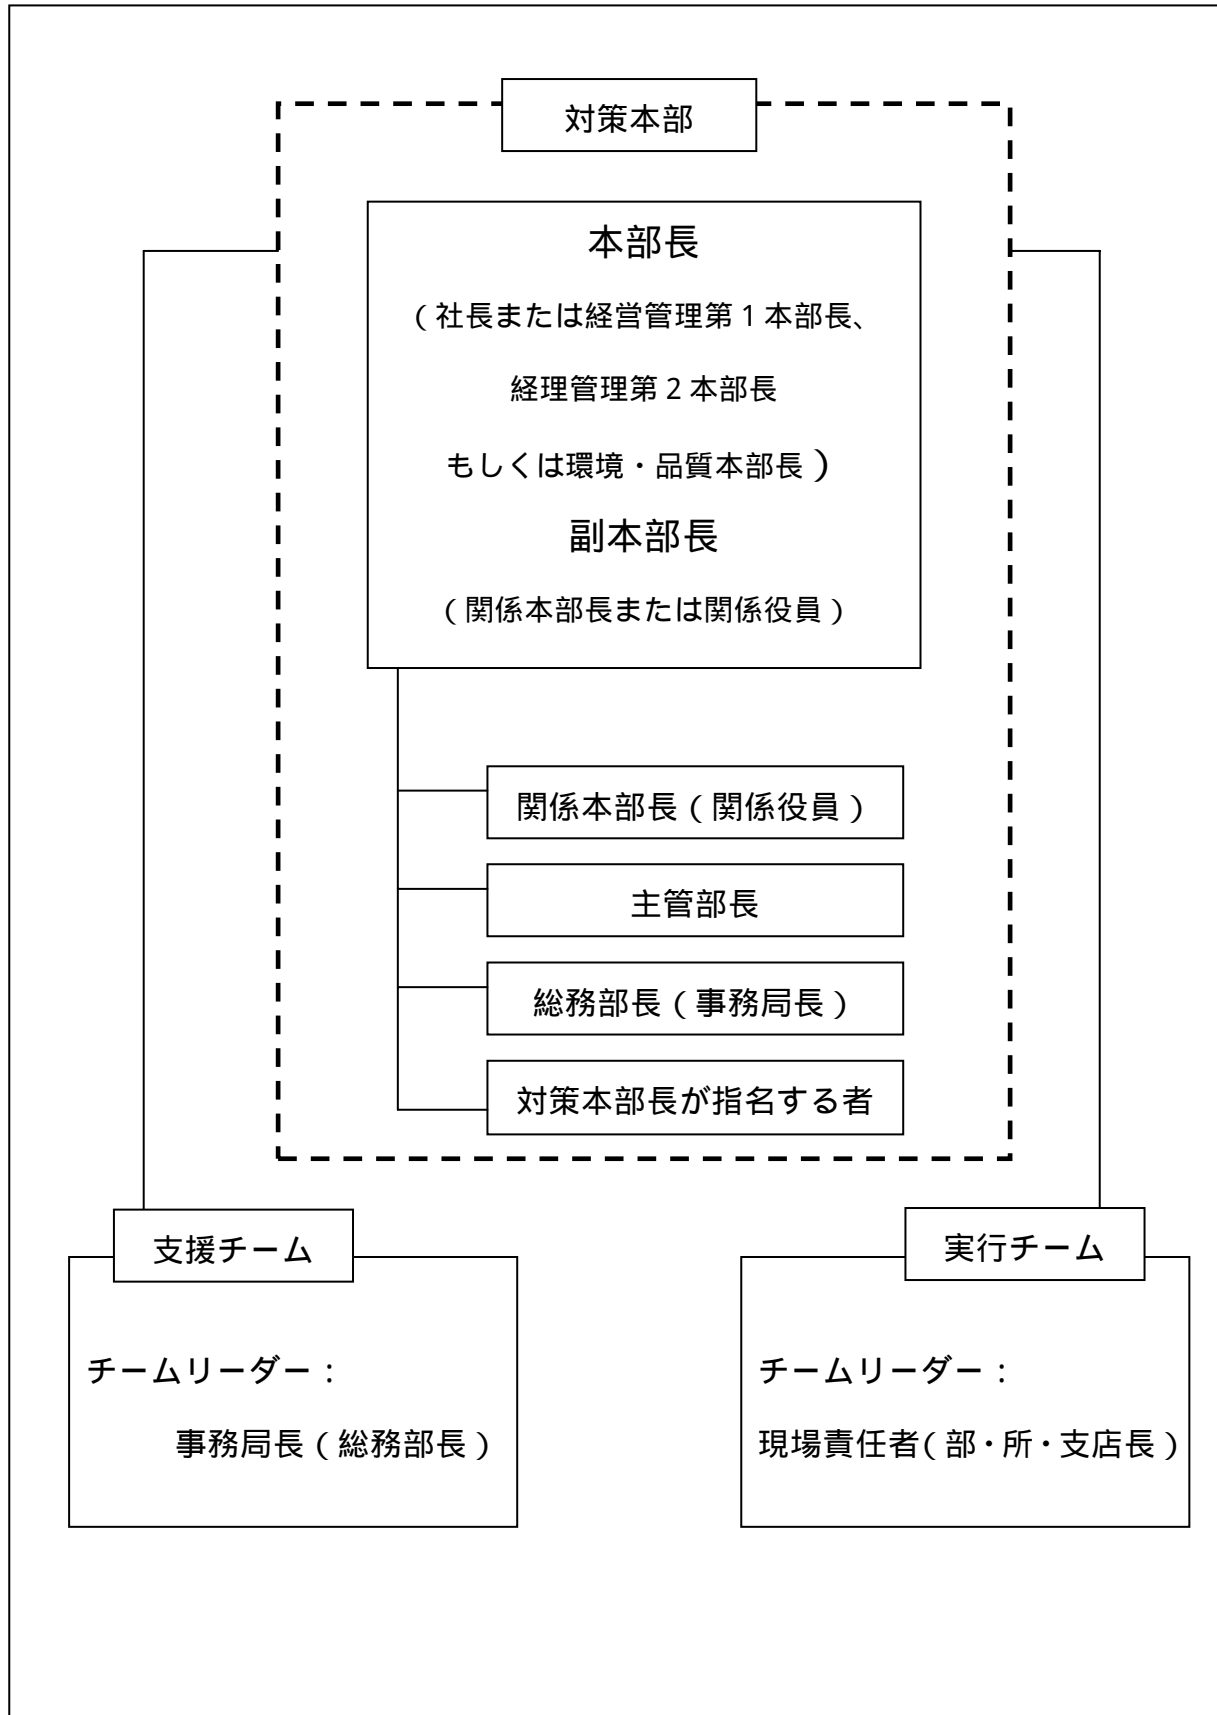 対策本部
本部長
（社長または経営管理第１本部長、
経理管理第２本部長
もしくは環境・品質本部長）
副本部長
（関係本部長または関係役員）
関係本部長（関係役員）
主管部長
総務部長（事務局長）
対策本部長が指名する者
支援チーム
チームリーダー：
事務局長（総務部長）
実行チーム
チームリーダー：
現場責任者（部・所・支店長）